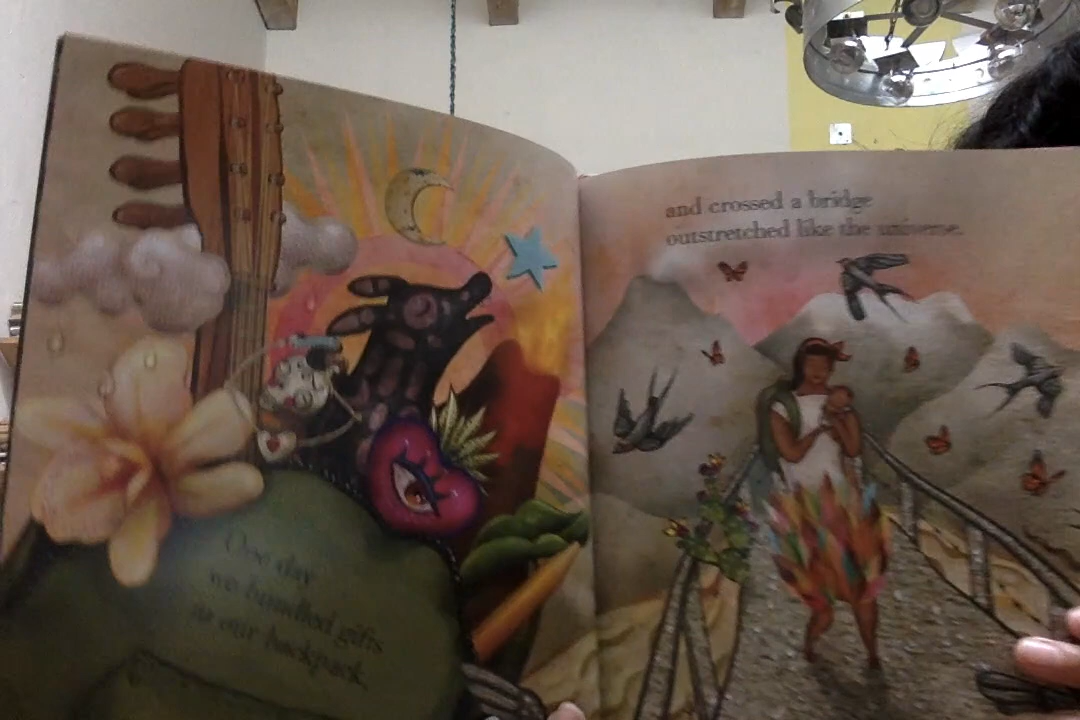 One day
we bundled gifts
in our backpack,
and crossed a bridge
outstretched like the universe.